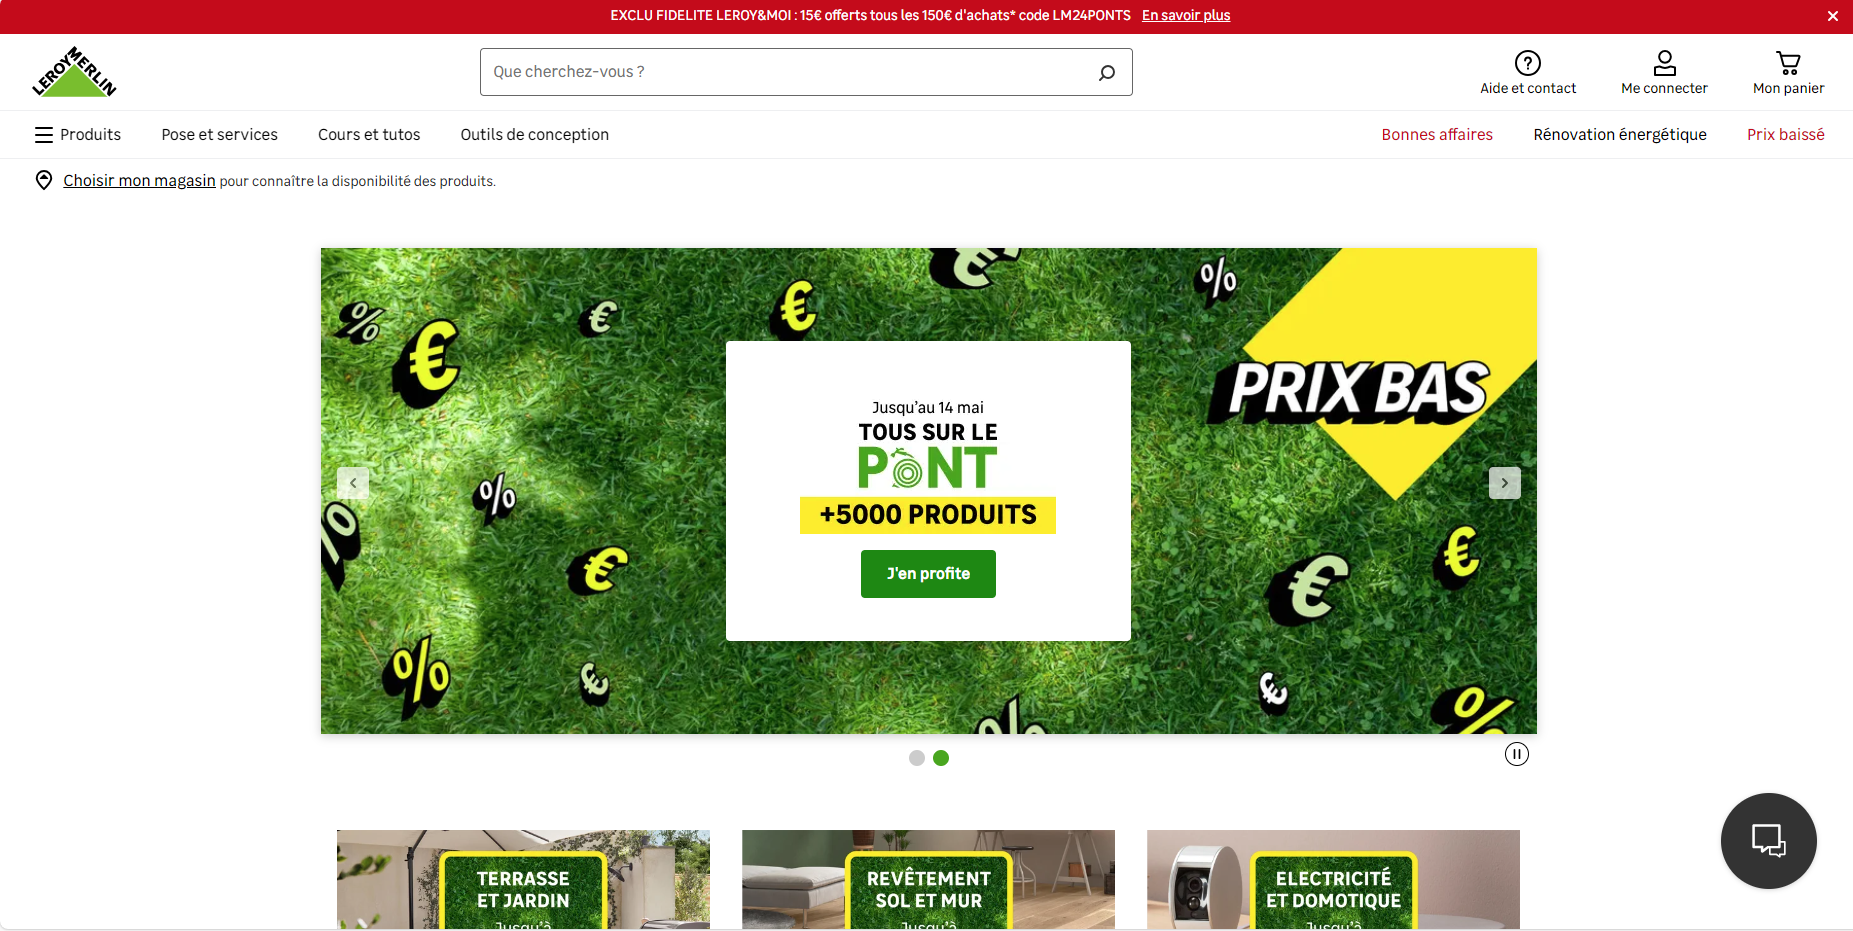 EXCLU FIDELITE LEROY&MOI : 15€ offerts tous les 150€ d'achats* code LM24PONTS En savoir plus
LEROY MERLIN
Que cherchez-vous ?
Aide et contact
Me connecter
Mon panier
Produits
Pose et services
Cours et tutos
Outils de conception
Bonnes affaires
Rénovation énergétique
Prix baissé
Choisir mon magasin pour connaître la disponibilité des produits.
PRIX BAS
Jusqu'au 14 mai
TOUS SUR LE
PONT
+5000 PRODUITS
J'en profite
TERRASSE
ET JARDIN
Jusqu'à
REVÊTEMENT
SOL ET MUR
Jusqu'à
ELECTRICITÉ
ET DOMOTIQUE
Jusqu'à